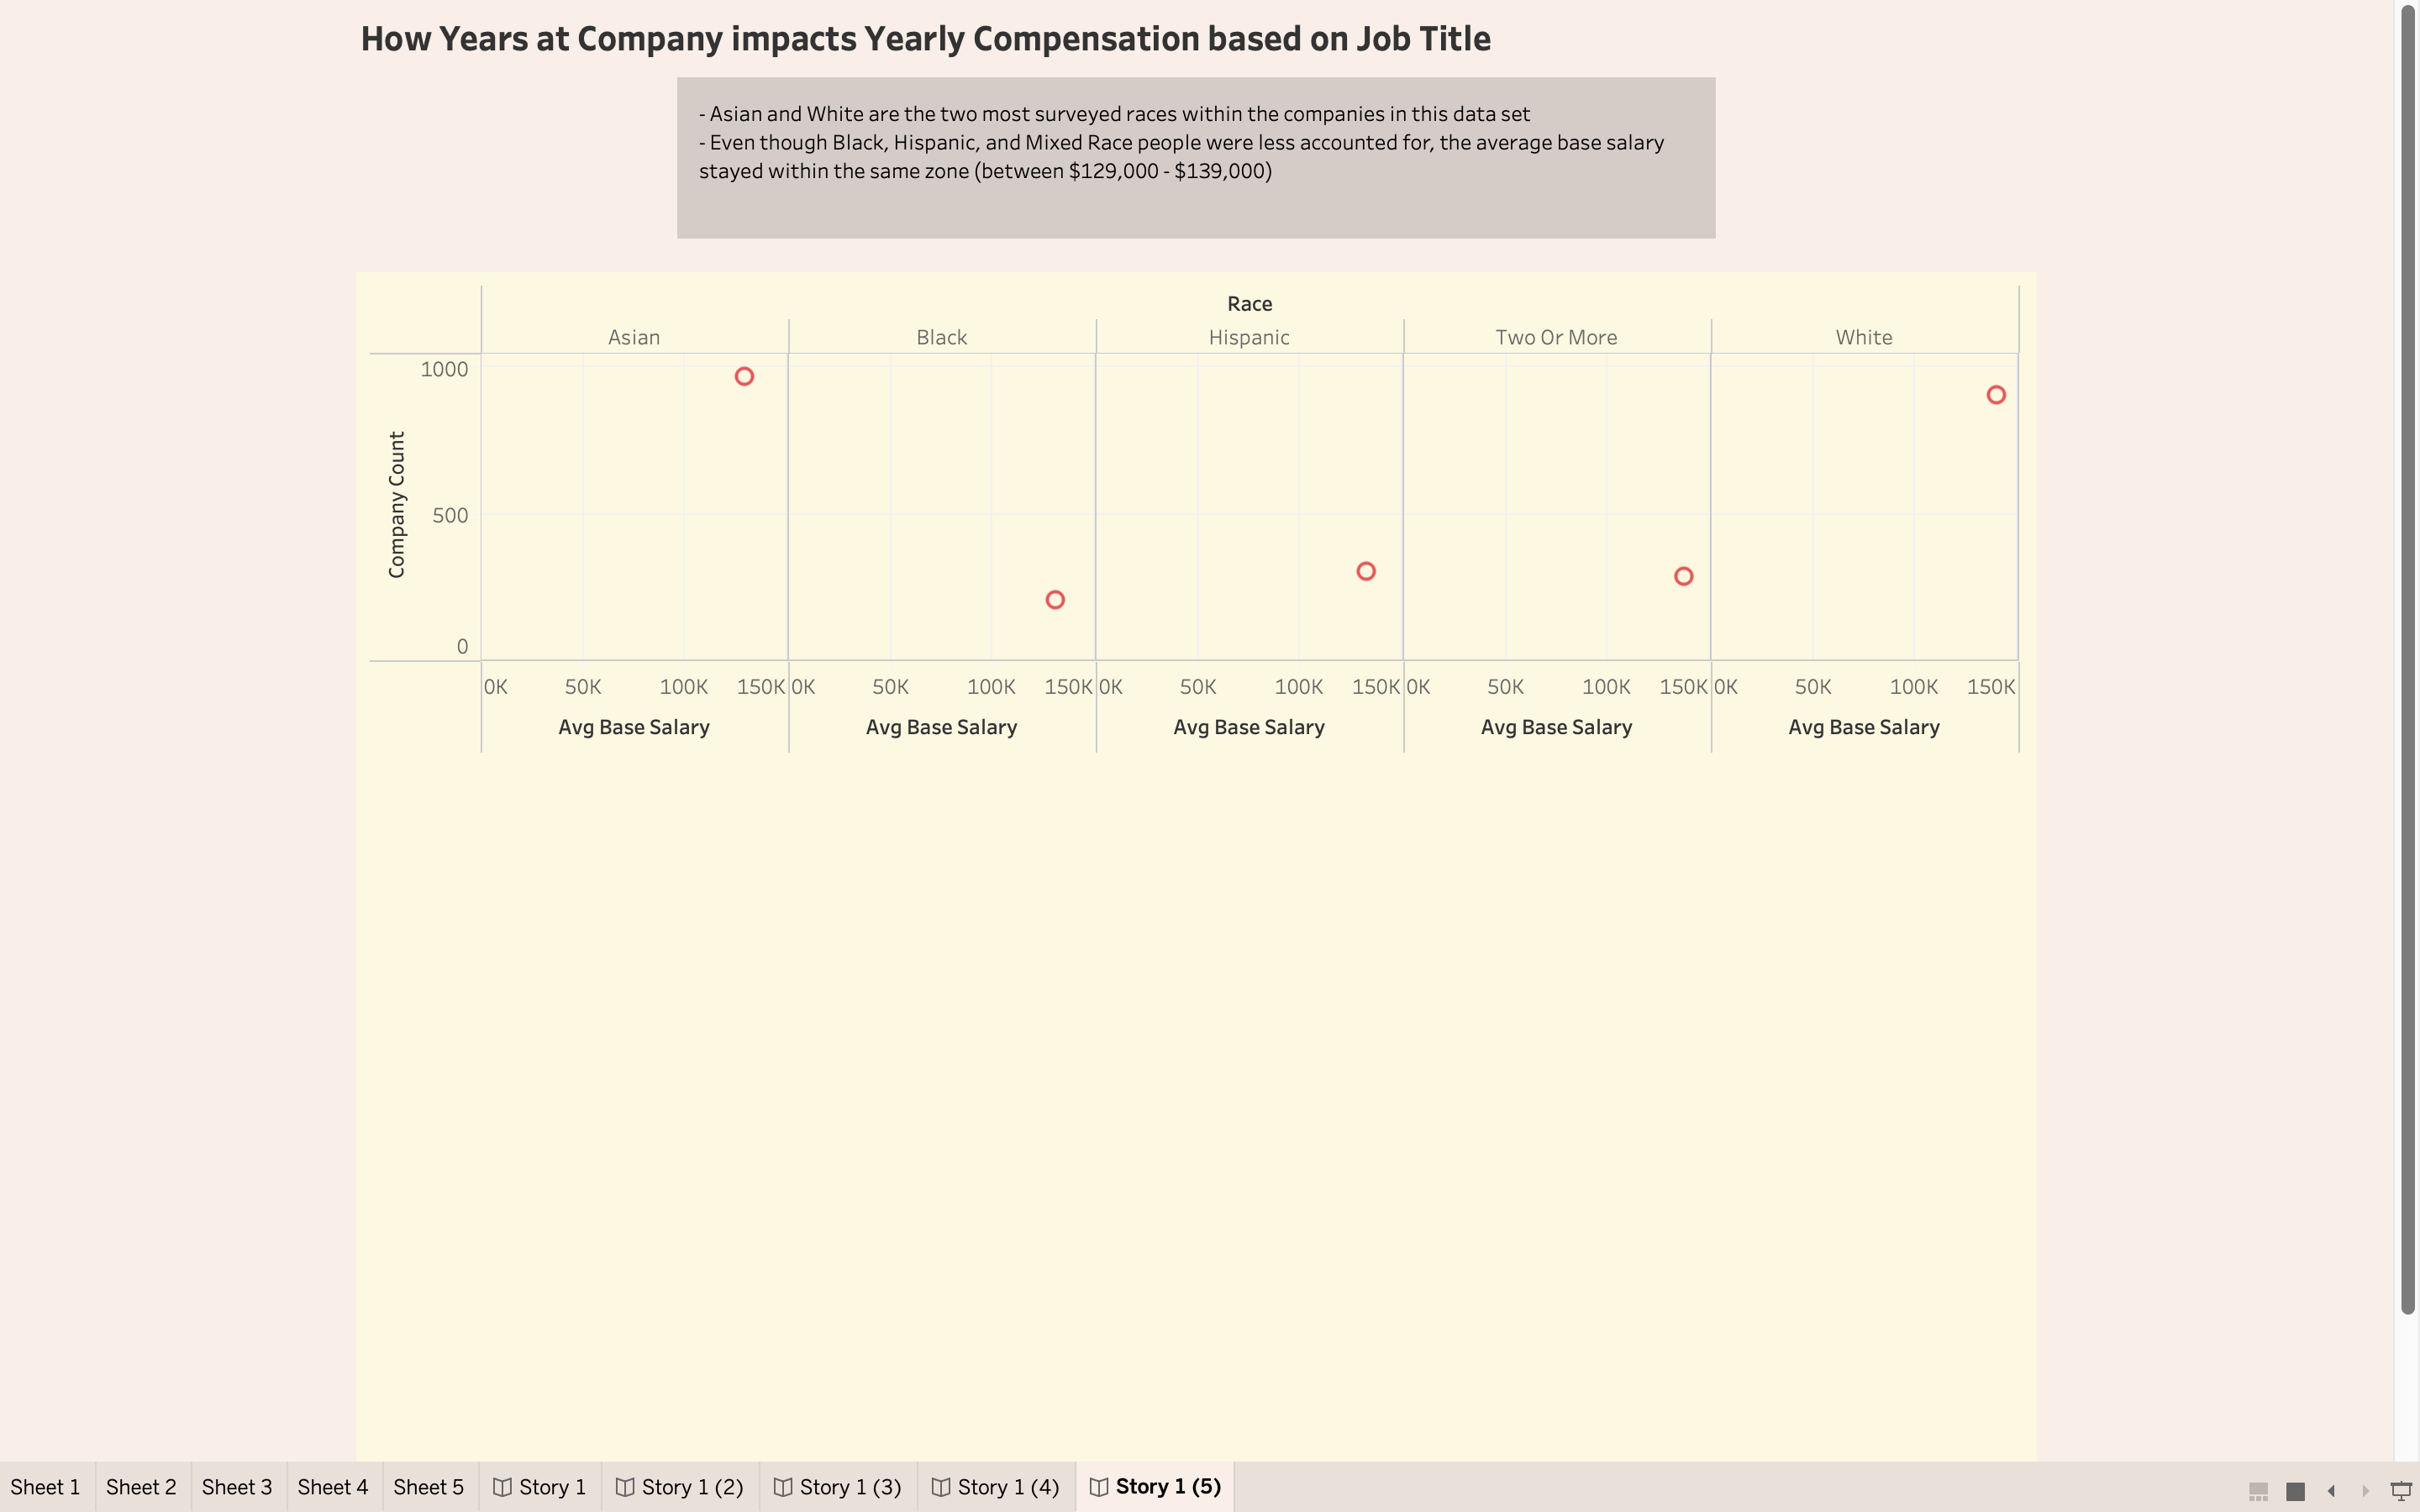 How Years at Company impacts Yearly Compensation based on Job Title
- Asian and White are the two most surveyed races within the companies in this data set
- Even though Black, Hispanic, and Mixed Race people were less accounted for, the average base salary
stayed within the same zone (between $129,000 - $139,000)
Race
Asian Black Hispanic Two Or More White
1000
Company Count
500
0
0K 50K 100K 150K 0K 50K 100K 150K 0K 50K 100K 150K 0K 50K 100K 150K 0K 50K 100K 150K
Avg Base Salary Avg Base Salary Avg Base Salary Avg Base Salary Avg Base Salary
Sheet 1 Sheet 2 Sheet 3 Sheet 4 Sheet 5 Story 1 Story 1 (2) Story 1 (3) Story 1 (4) Story 1 (5)